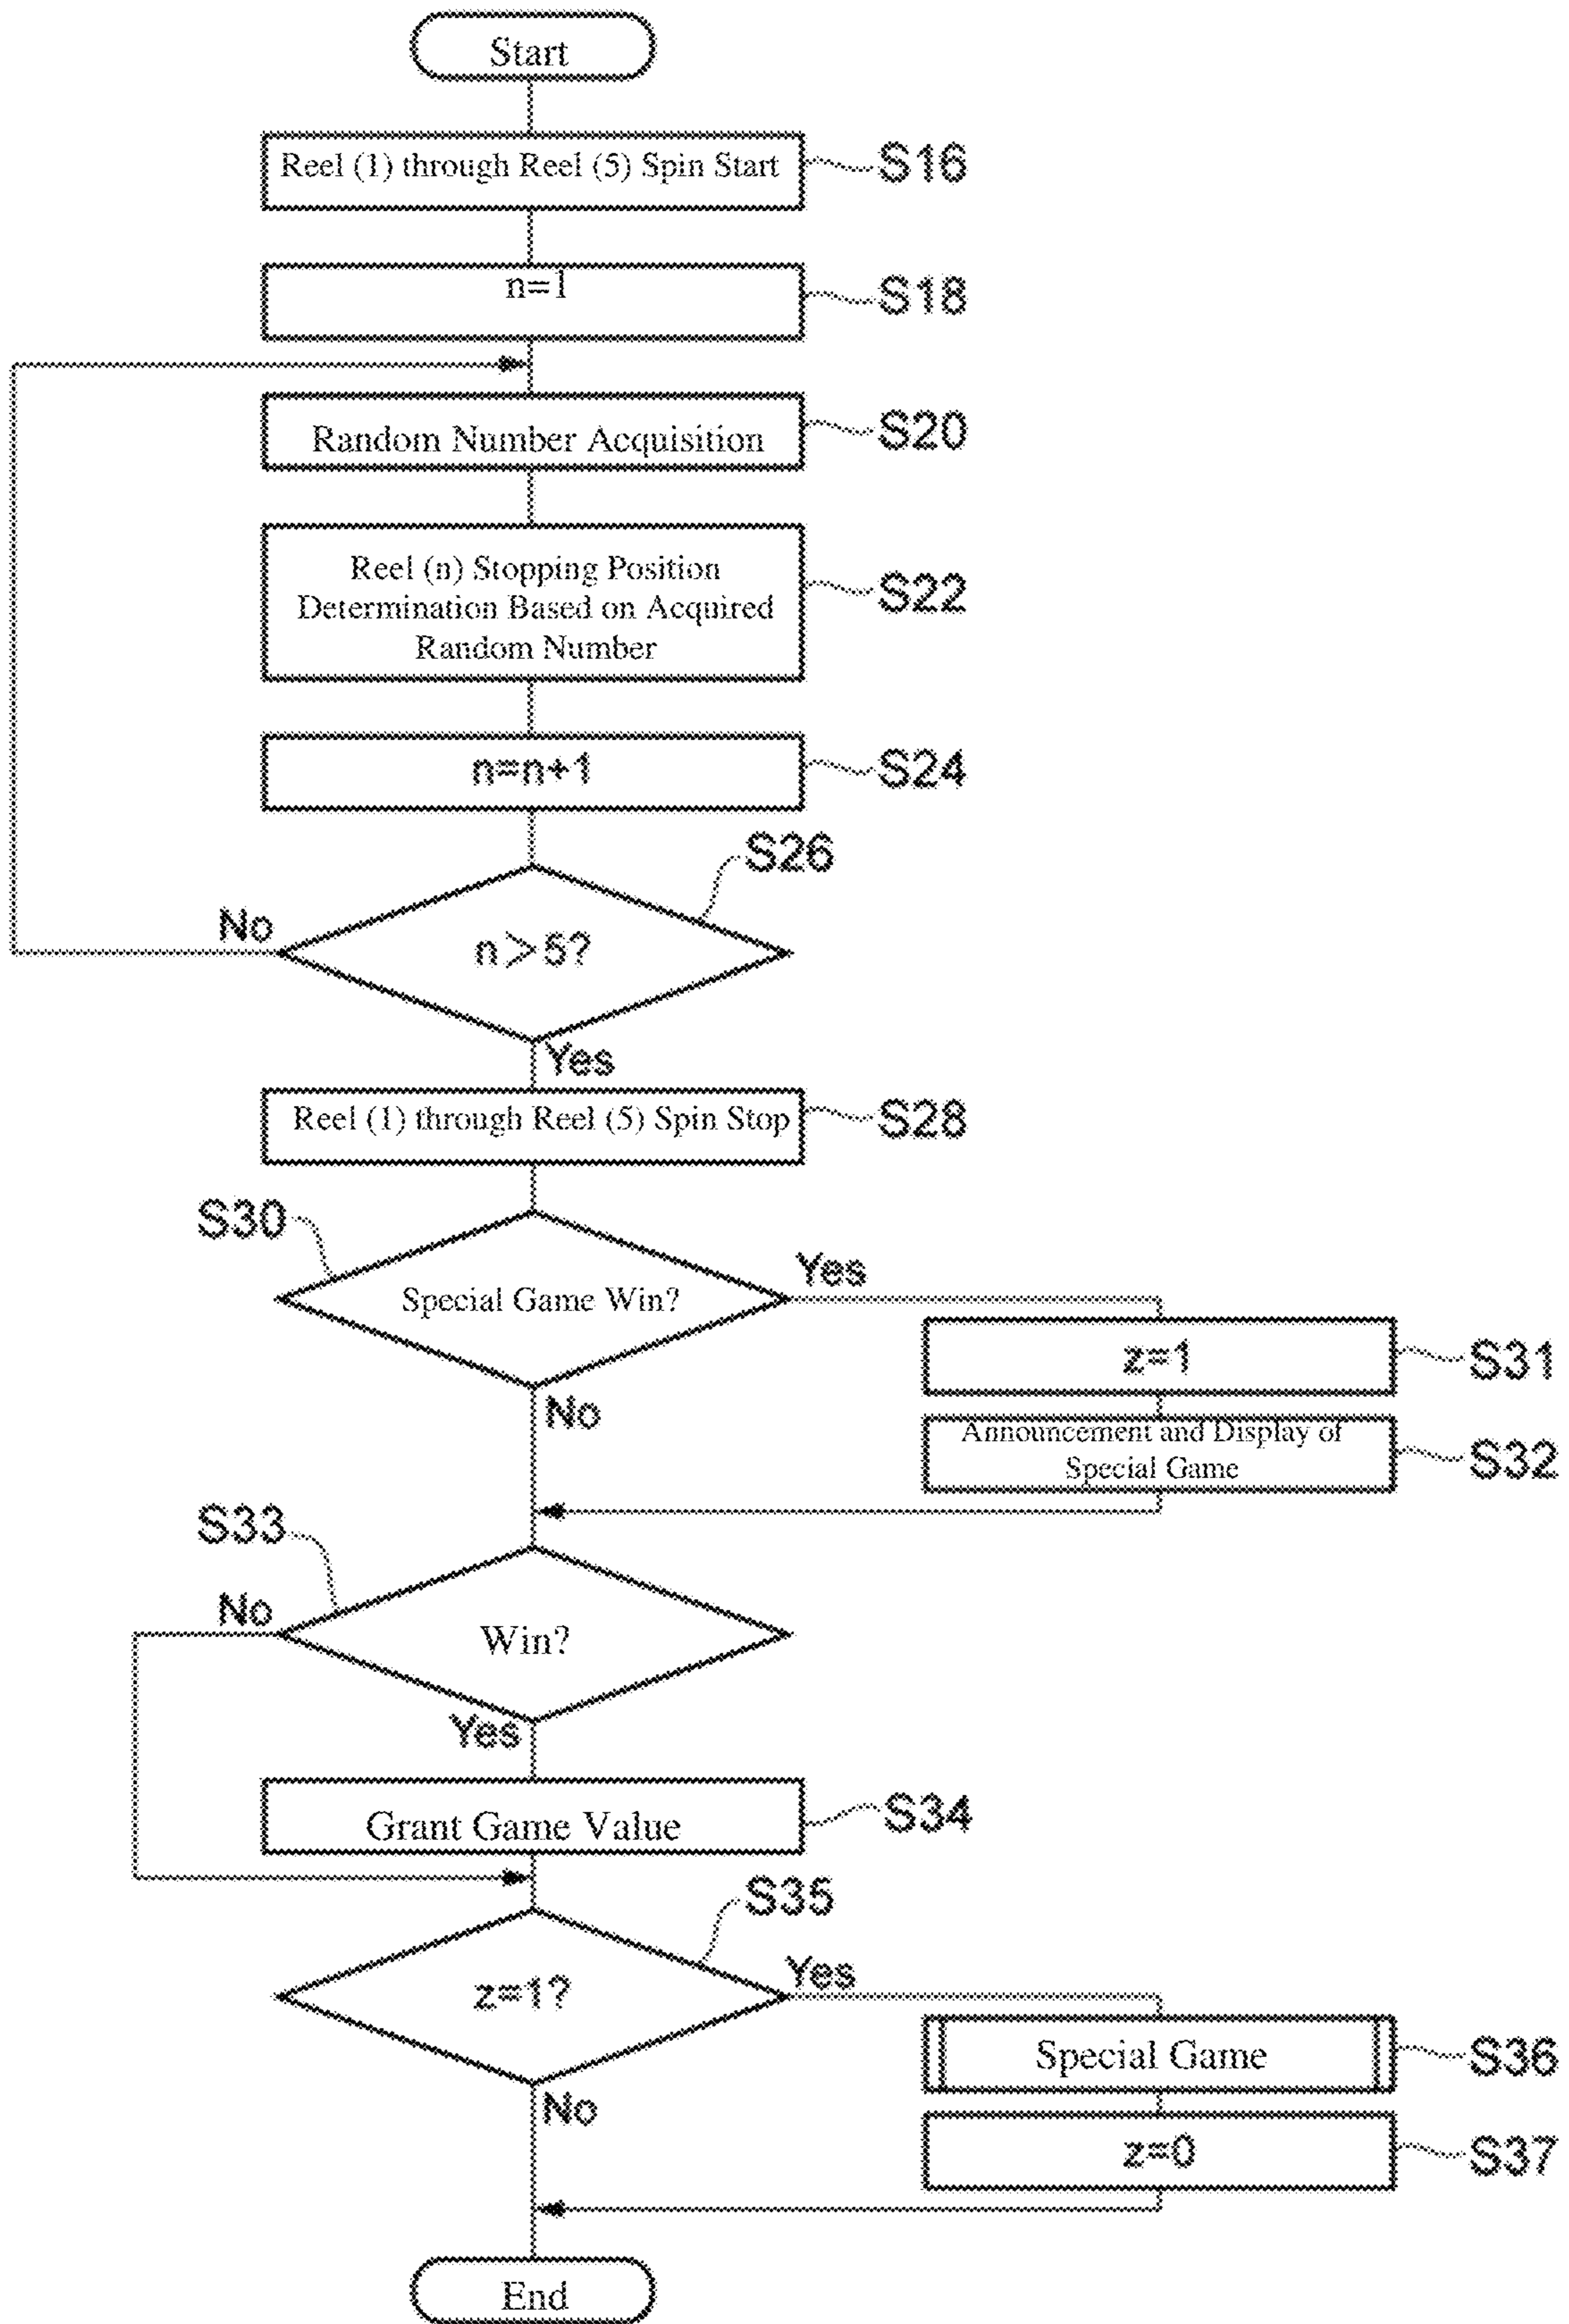 Start
Reel (1) through Reel (5) Spin Start
S16
n=1
S18
Random Number Acquisition
S20
Reel (n) Stopping Position
Determination Based on Acquired
Random Number
S22
n=n+1
S24
S26
No
n>5?
Yes
Reel (1) through Reel (5) Spin Stop
S28
S30
Special Game Win?
Yes
z=1
S31
No
Announcement and Display of
Special Game
S32
S33
No
Win?
Yes
Grant Game Value
S34
S35
z=1?
Yes
Special Game
S36
No
z=0
S37
End